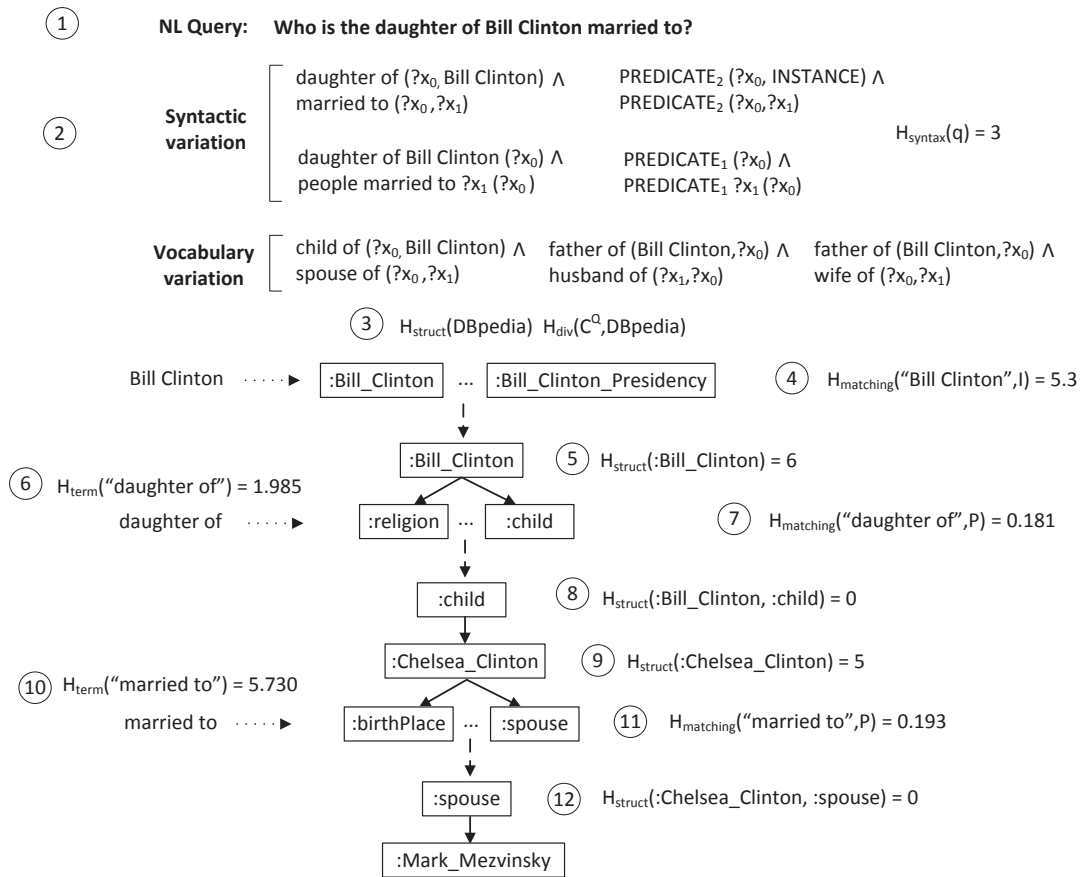 1 NL Query: Who is the daughter of Bill Clinton married to?
daughter of (?x0, Bill Clinton) ∧ PREDICATE2 (?x0, INSTANCE) ∧
married to (?x0 ,?x1) PREDICATE2 (?x0,?x1)
2 Syntactic variation Hsyntax(q) = 3
daughter of Bill Clinton (?x0) ∧ PREDICATE1 (?x0) ∧
people married to ?x1 (?x0) PREDICATE1 ?x1 (?x0)
Vocabulary variation
child of (?x0, Bill Clinton) ∧ father of (Bill Clinton,?x0) ∧ father of (Bill Clinton,?x0) ∧
spouse of (?x0 ,?x1) husband of (?x1,?x0) wife of (?x0,?x1)
3 Hstruct(DBpedia) Hdiv(CQ,DBpedia)
Bill Clinton :Bill_Clinton ... :Bill_Clinton_Presidency 4 Hmatching(“Bill Clinton”,I) = 5.3
:Bill_Clinton 5 Hstruct(:Bill_Clinton) = 6
6 Hterm(“daughter of”) = 1.985
daughter of :religion ... :child 7 Hmatching(“daughter of”,P) = 0.181
:child 8 Hstruct(:Bill_Clinton, :child) = 0
:Chelsea_Clinton 9 Hstruct(:Chelsea_Clinton) = 5
10 Hterm(“married to”) = 5.730
married to :birthPlace ... :spouse 11 Hmatching(“married to”,P) = 0.193
:spouse 12 Hstruct(:Chelsea_Clinton, :spouse) = 0
:Mark_Mezvinsky